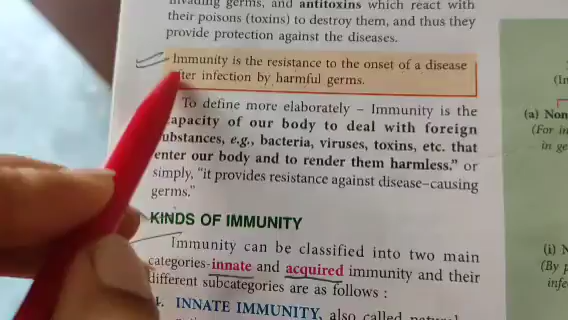 invading germs, and antitoxins which react with
their poisons (toxins) to destroy them, and thus they
provide protection against the diseases.
Immunity is the resistance to the onset of a disease
after infection by harmful germs.
To define more elaborately – Immunity is the
capacity of our body to deal with foreign
substances, e.g., bacteria, viruses, toxins, etc. that
enter our body and to render them harmless." or
simply, "it provides resistance against disease–causing
germs."
KINDS OF IMMUNITY
Immunity can be classified into two main
categories-innate and acquired immunity and their
different subcategories are as follows :
INNATE IMMUNITY, also called
(In
(a) Non
(For in
in ge
(i) N
(By p
infe